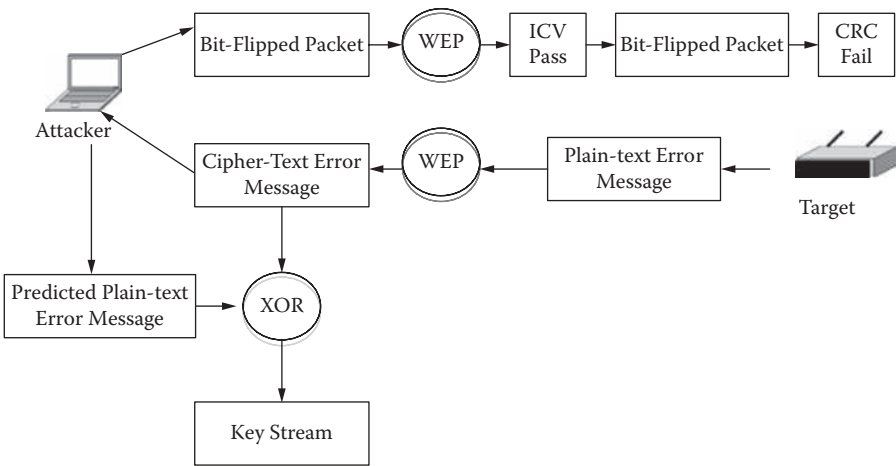 Bit-Flipped Packet
WEP
ICV
Pass
Bit-Flipped Packet
CRC
Fail
Attacker
Cipher-Text Error
Message
WEP
Plain-text Error
Message
Target
Predicted Plain-text
Error Message
XOR
Key Stream